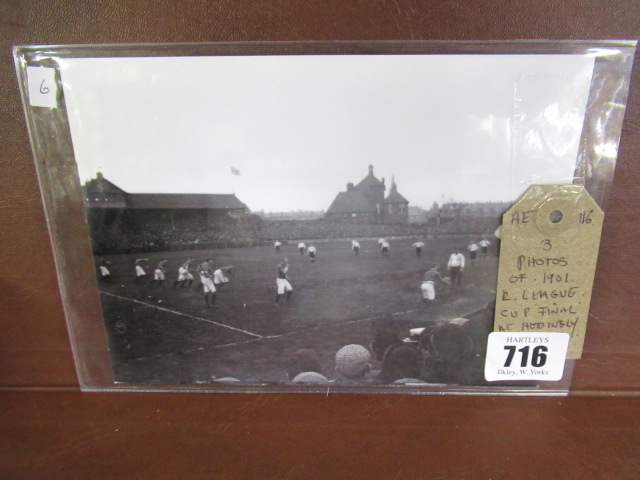 6
AE 116
3
PHOTOS
OF 1901
R. LEAGUE
CUP FINAL
AT HEDINGLY
HARTLEYS
716
Ilkley, W. Yorks